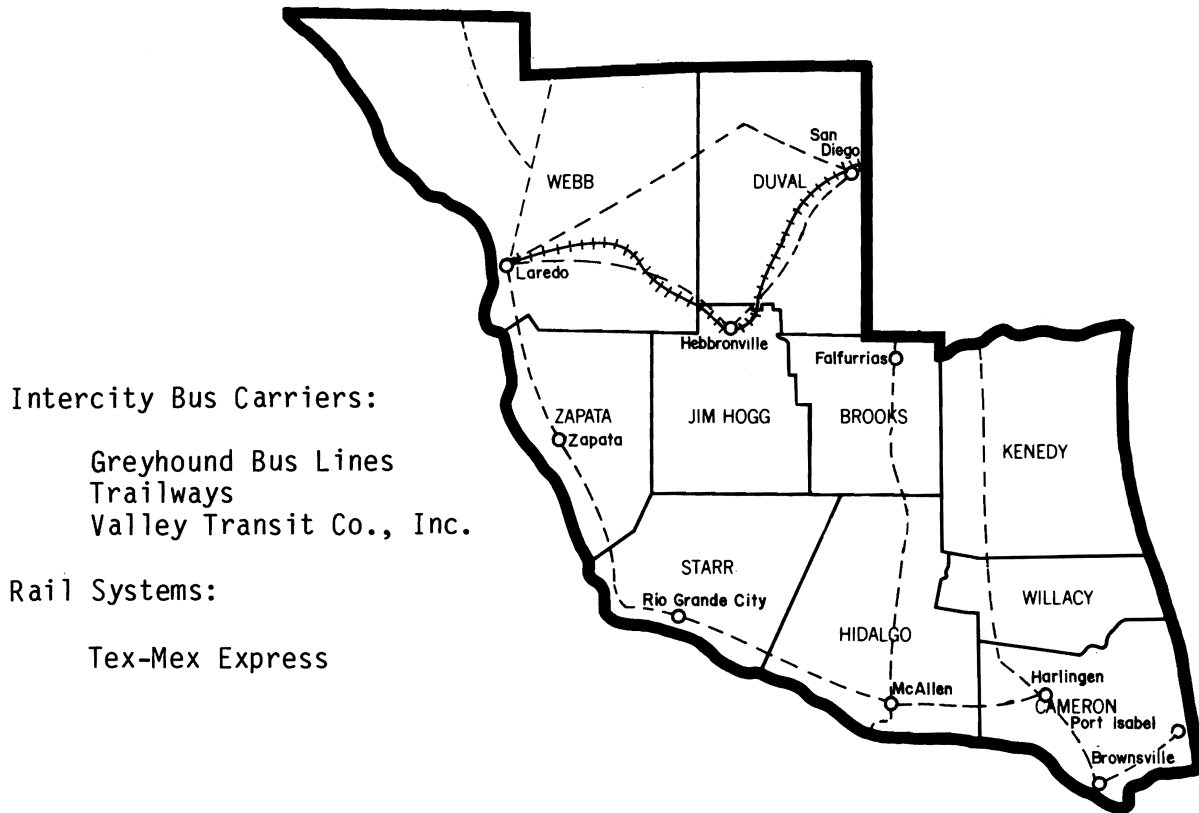 San
Diego
WEBB
DUVAL
Laredo
Hebbronville
Falfurrias
Intercity Bus Carriers:
ZAPATA
JIM HOGG
BROOKS
Zapata
KENEDY
Greyhound Bus Lines
Trailways
Valley Transit Co., Inc.
STARR
Rail Systems:
Rio Grande City
WILLACY
HIDALGO
Tex-Mex Express
Harlingen
McAllen
CAMERON
Port Isabel
Brownsville